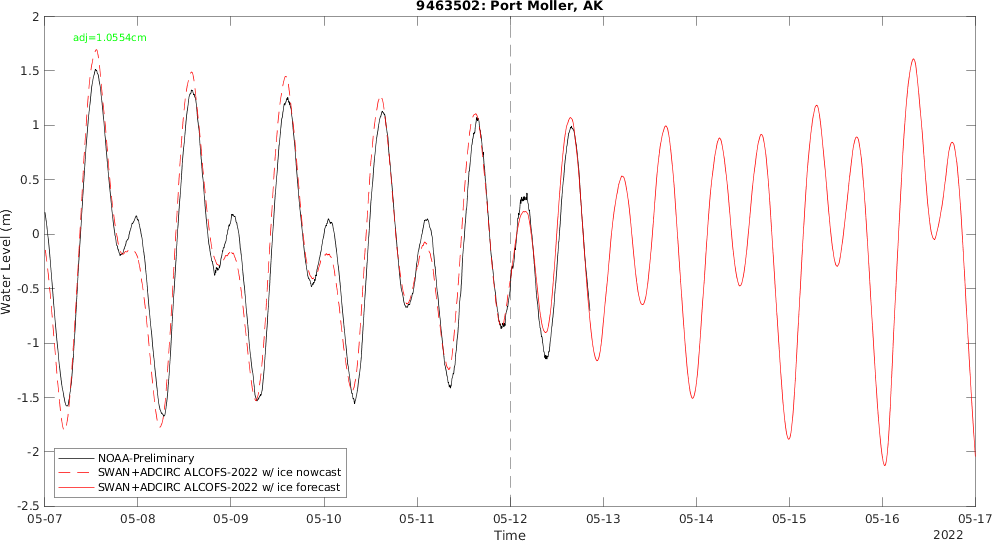 9463502: Port Moller, AK
adj=1.0554cm
2
1.5
1
0.5
0
-0.5
-1
-1.5
-2
-2.5
Water Level (m)
NOAA-Preliminary
SWAN+ADCIRC ALCOFS-2022 w/ ice nowcast
SWAN+ADCIRC ALCOFS-2022 w/ ice forecast
05-07 05-08 05-09 05-10 05-11 05-12 05-13 05-14 05-15 05-16 05-17
Time
2022